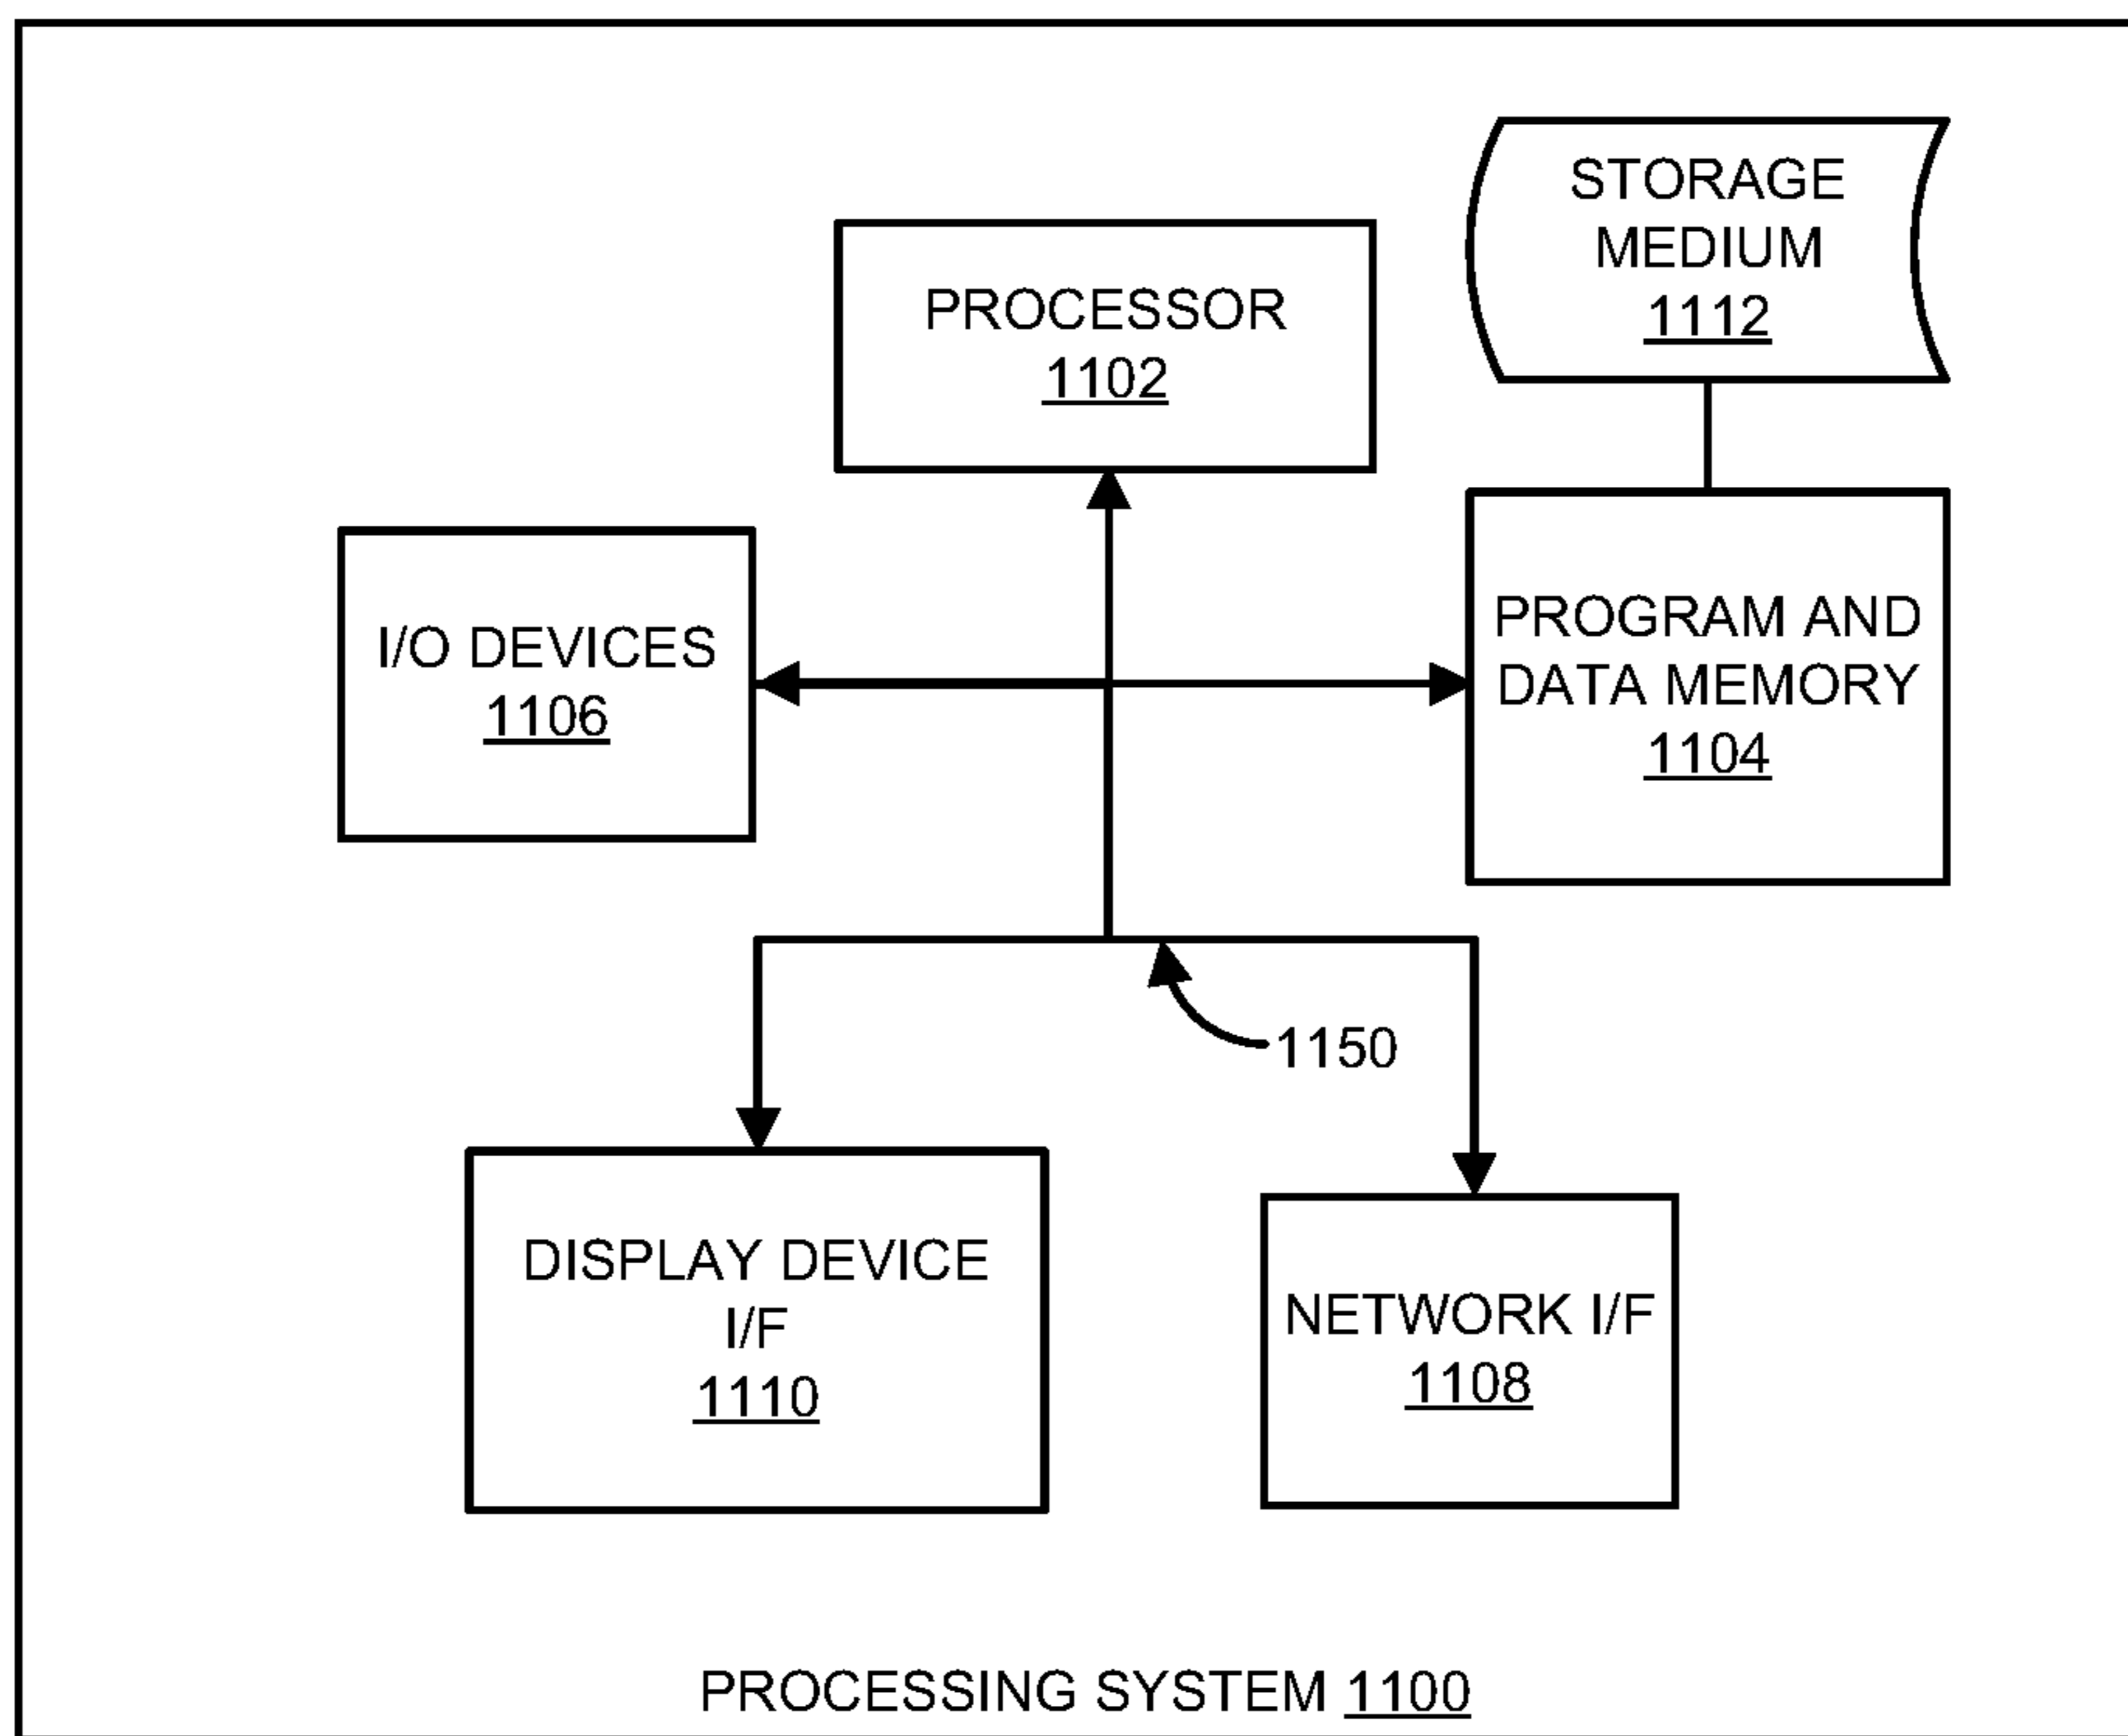 STORAGE
MEDIUM
1112
PROCESSOR
1102
I/O DEVICES
1106
PROGRAM AND
DATA MEMORY
1104
1150
DISPLAY DEVICE
I/F
1110
NETWORK I/F
1108
PROCESSING SYSTEM 1100